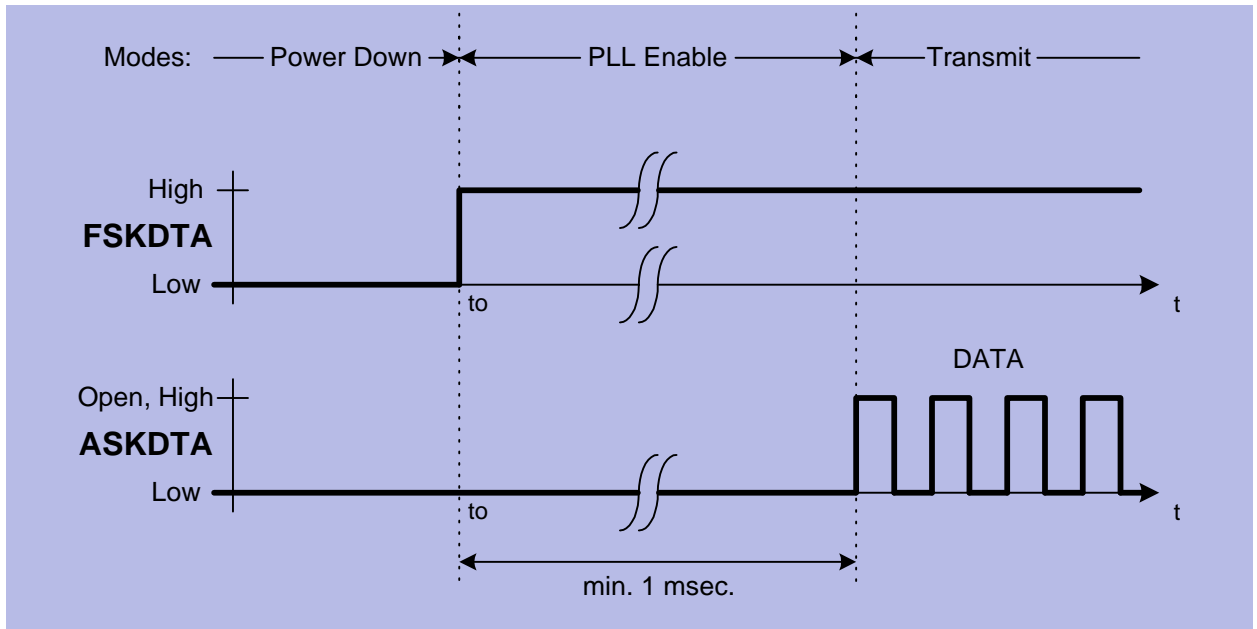 Modes: Power Down PLL Enable Transmit
High
FSKDTA
Low
to
t
DATA
Open, High
ASKDTA
Low
to
t
min. 1 msec.